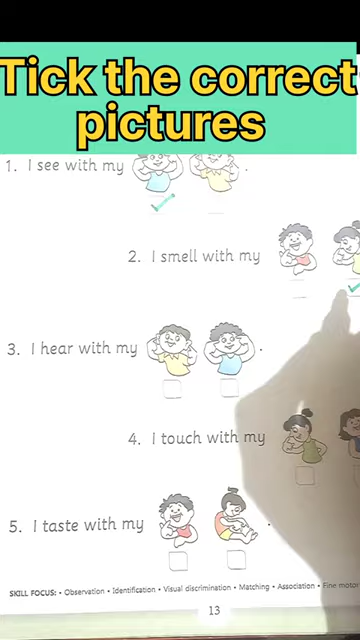 Tick the correct
pictures
1. I see with my .
2. I smell with my
3. I hear with my .
4. I touch with my
5. I taste with my .
SKILL FOCUS: • Observation • Identification • Visual discrimination • Matching • Association • Fine motor
13